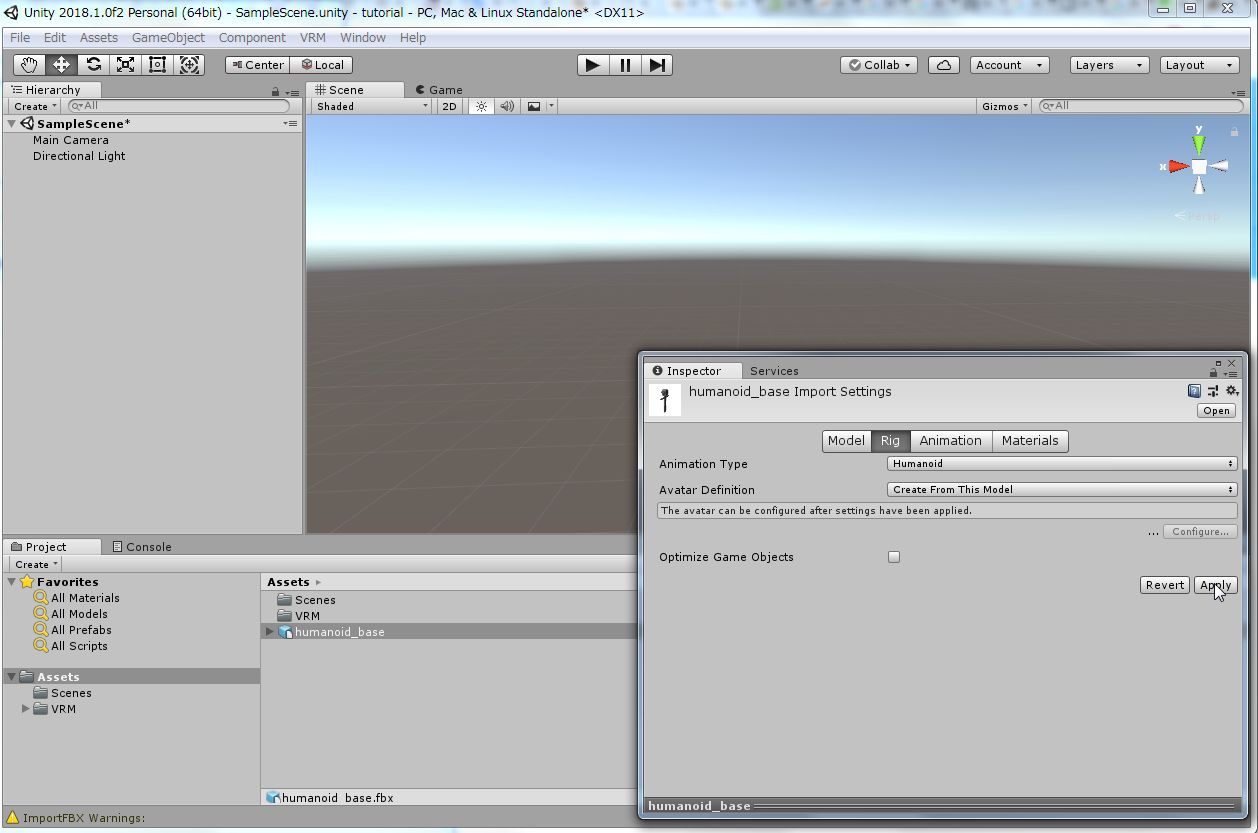 Unity 2018.1.0f2 Personal (64bit) - SampleScene.unity - tutorial - PC, Mac & Linux Standalone* <DX11>
File Edit Assets GameObject Component VRM Window Help
Center Local Collab Account Layers Layout
Hierarchy
Create All
SampleScene*
Main Camera
Directional Light
Scene Game
Shaded 2D Gizmos All
y
x
Persp
Inspector Services
humanoid_base Import Settings
Open
Model Rig Animation Materials
Animation Type Humanoid
Avatar Definition Create From This Model
The avatar can be configured after settings have been applied.
... Configure...
Optimize Game Objects
Revert Apply
humanoid_base
Project Console
Create
Favorites
All Materials
All Models
All Prefabs
All Scripts
Assets
Scenes
VRM
Assets
Scenes
VRM
humanoid_base
humanoid_base.fbx
ImportFBX Warnings: